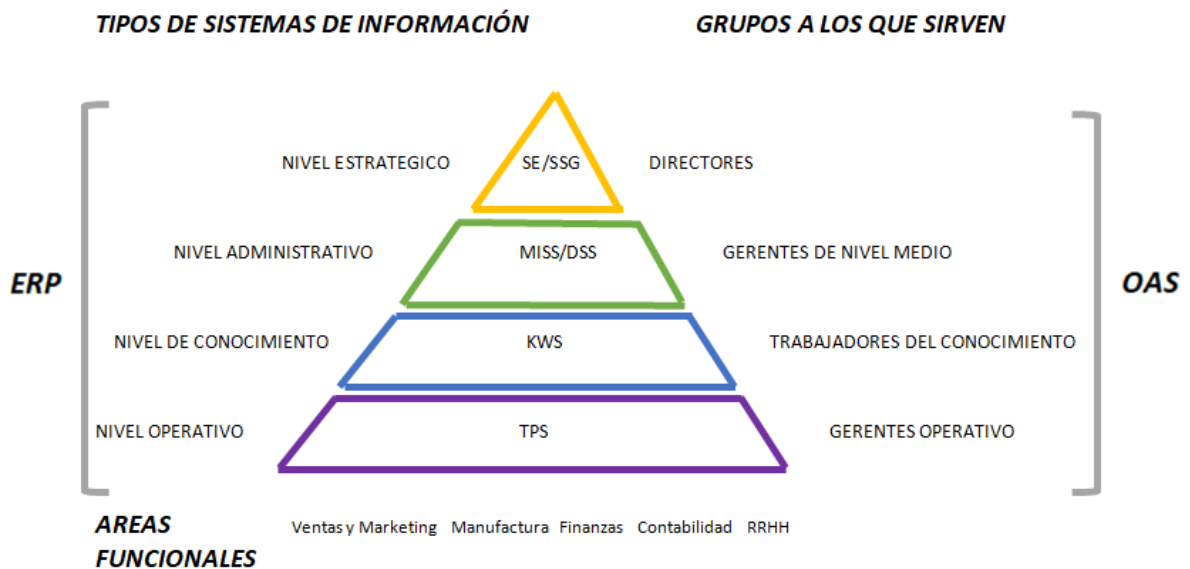 TIPOS DE SISTEMAS DE INFORMACIÓN
GRUPOS A LOS QUE SIRVEN
NIVEL ESTRATEGICO
SE/SSG
DIRECTORES
NIVEL ADMINISTRATIVO
MISS/DSS
GERENTES DE NIVEL MEDIO
ERP
OAS
NIVEL DE CONOCIMIENTO
KWS
TRABAJADORES DEL CONOCIMIENTO
NIVEL OPERATIVO
TPS
GERENTES OPERATIVO
AREAS
FUNCIONALES
Ventas y Marketing Manufactura Finanzas Contabilidad RRHH